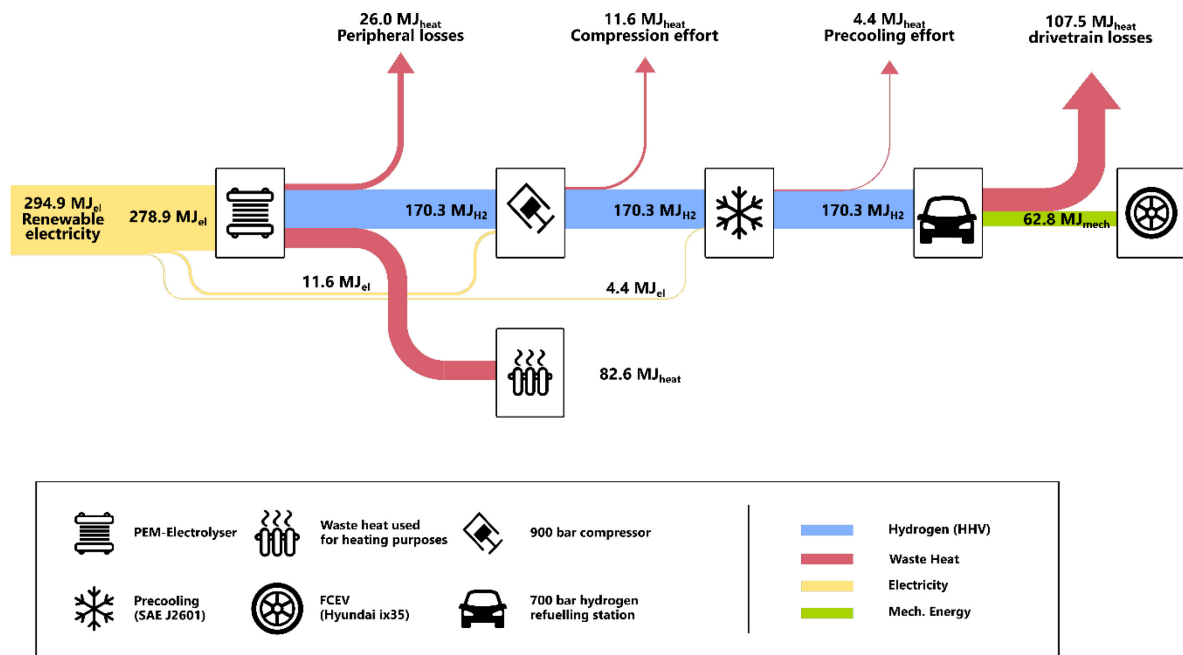 26.0 MJheat
Peripheral losses
11.6 MJheat
Compression effort
4.4 MJheat
Precooling effort
107.5 MJheat
drivetrain losses
294.9 MJel
Renewable
electricity
278.9 MJel
170.3 MJH2
170.3 MJH2
170.3 MJH2
62.8 MJmech
11.6 MJel
4.4 MJel
82.6 MJheat
PEM-Electrolyser
Waste heat used
for heating purposes
900 bar compressor
Precooling
(SAE J2601)
FCEV
(Hyundai ix35)
700 bar hydrogen
refuelling station
Hydrogen (HHV)
Waste Heat
Electricity
Mech. Energy